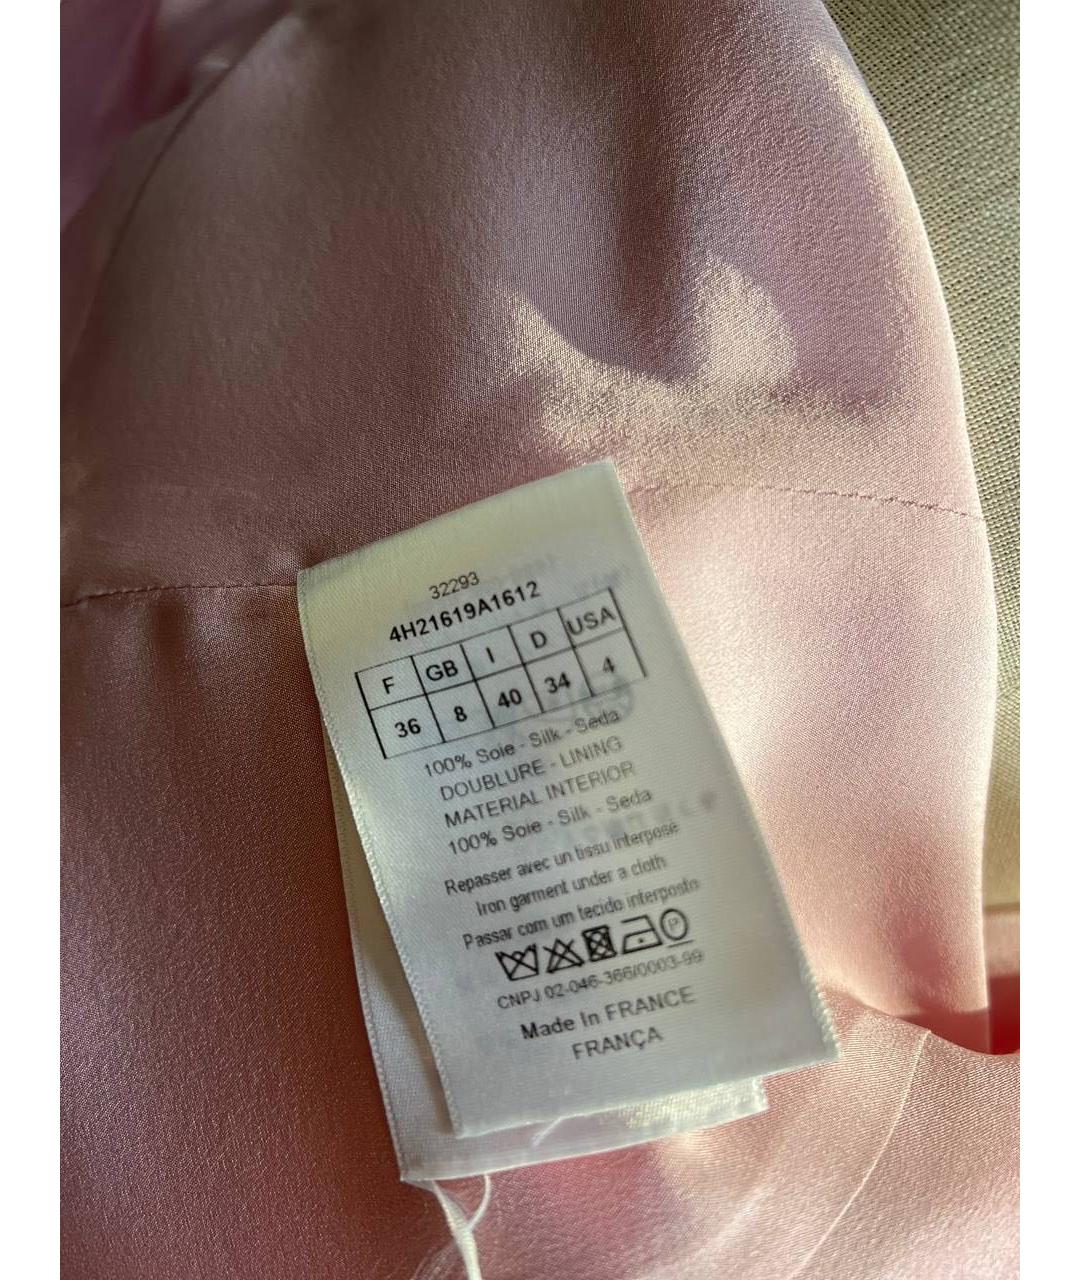 32293
4H21619A1612
F GB I D USA
36 8 40 34 4
100% Soie - Silk - Seda
DOUBLURE - LINING
MATERIAL INTERIOR
100% Soie - Silk - Seda
Repasser avec un tissu interposé
Iron garment under a cloth
Passar com um tecido interposto
P
CNPJ 02-046-366/0003-99
Made In FRANCE
FRANÇA